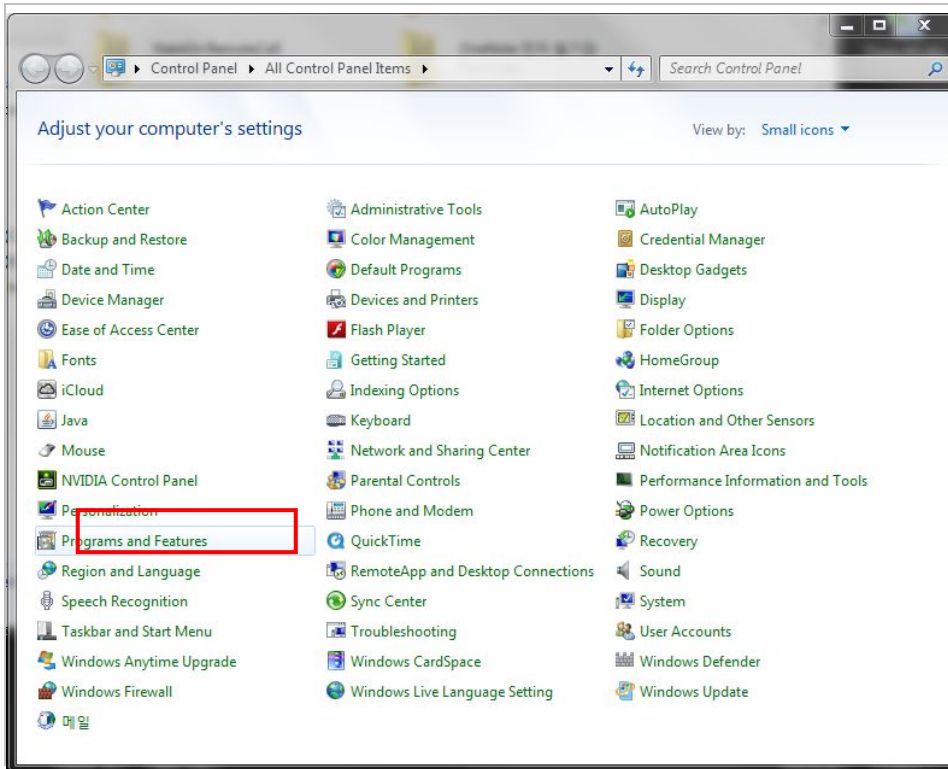 Control Panel All Control Panel Items Search Control Panel
Adjust your computer's settings View by: Small icons
Action Center Administrative Tools AutoPlay
Backup and Restore Color Management Credential Manager
Date and Time Default Programs Desktop Gadgets
Device Manager Devices and Printers Display
Ease of Access Center Flash Player Folder Options
Fonts Getting Started HomeGroup
iCloud Indexing Options Internet Options
Java Keyboard Location and Other Sensors
Mouse Network and Sharing Center Notification Area Icons
NVIDIA Control Panel Parental Controls Performance Information and Tools
Personalization Phone and Modem Power Options
Programs and Features QuickTime Recovery
Region and Language RemoteApp and Desktop Connections Sound
Speech Recognition Sync Center System
Taskbar and Start Menu Troubleshooting User Accounts
Windows Anytime Upgrade Windows CardSpace Windows Defender
Windows Firewall Windows Live Language Setting Windows Update
메일